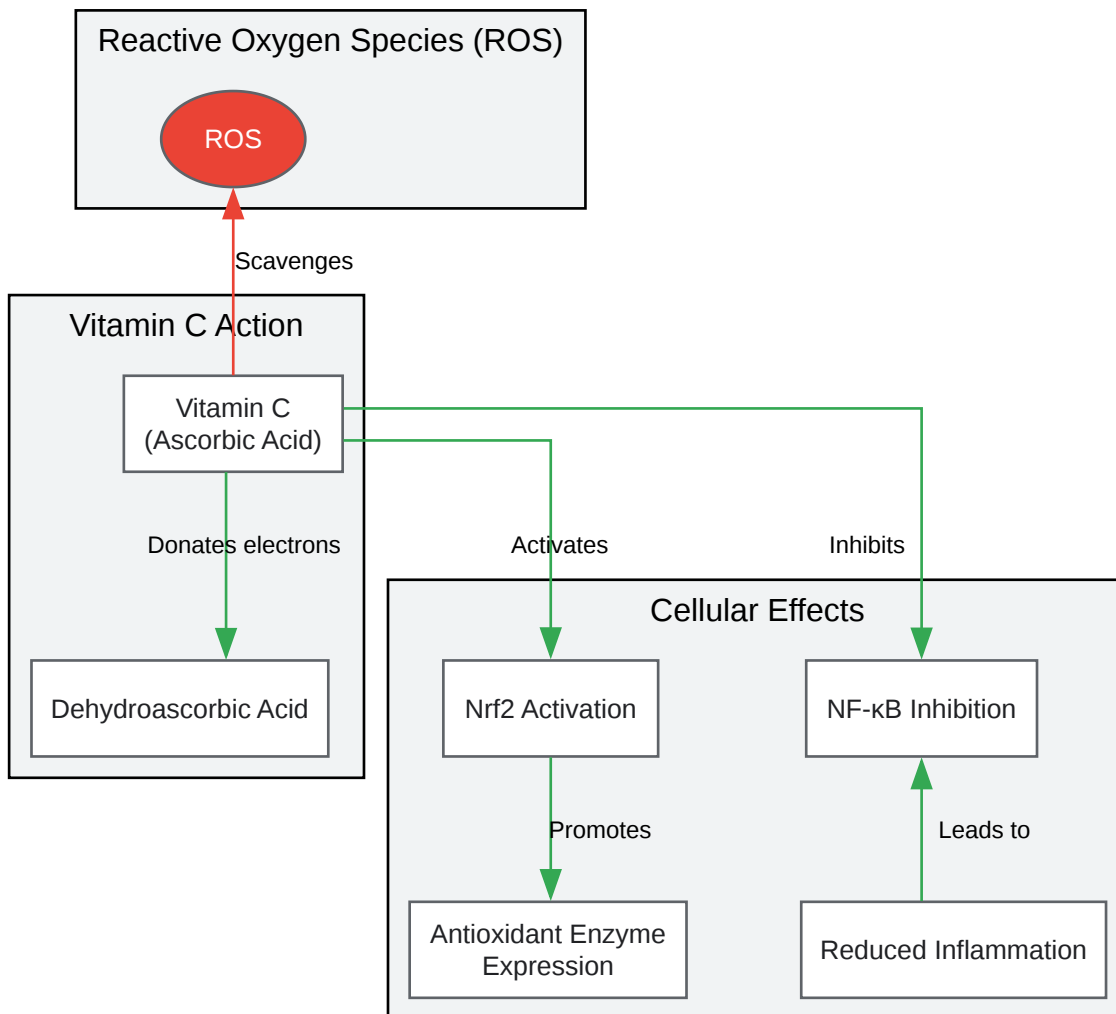 Reactive Oxygen Species (ROS)
ROS
Scavenges
Vitamin C Action
Vitamin C
(Ascorbic Acid)
Donates electrons
Activates
Inhibits
Cellular Effects
Dehydroascorbic Acid
Nrf2 Activation
NF-κB Inhibition
Promotes
Leads to
Antioxidant Enzyme
Expression
Reduced Inflammation